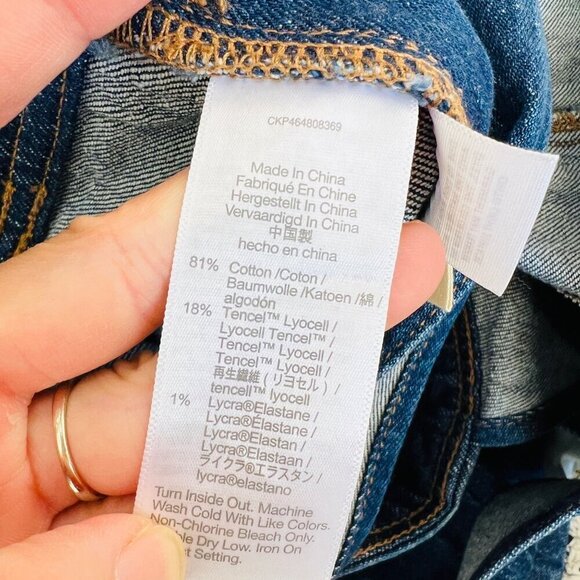 CKP464808369
Made In China
Fabriqué En Chine
Hergestellt In China
Vervaardigd In China
中国製
hecho en china
81% Cotton /Coton /
Baumwolle /Katoen /綿 /
algodón
18% Tencel™ Lyocell /
Lyocell Tencel™ /
Tencel™ Lyocell /
Tencel™ Lyocell /
再生繊維 ( リヨセル ) /
tencell™ lyocell
1% Lycra®Elastane /
Lycra®Elastane /
Lycra®Elastan /
Lycra®Elastaan /
ライクラ®エラスタン /
lycra®elastano
Turn Inside Out. Machine
Wash Cold With Like Colors.
Non-Chlorine Bleach Only.
Dry Low. Iron On
Setting.